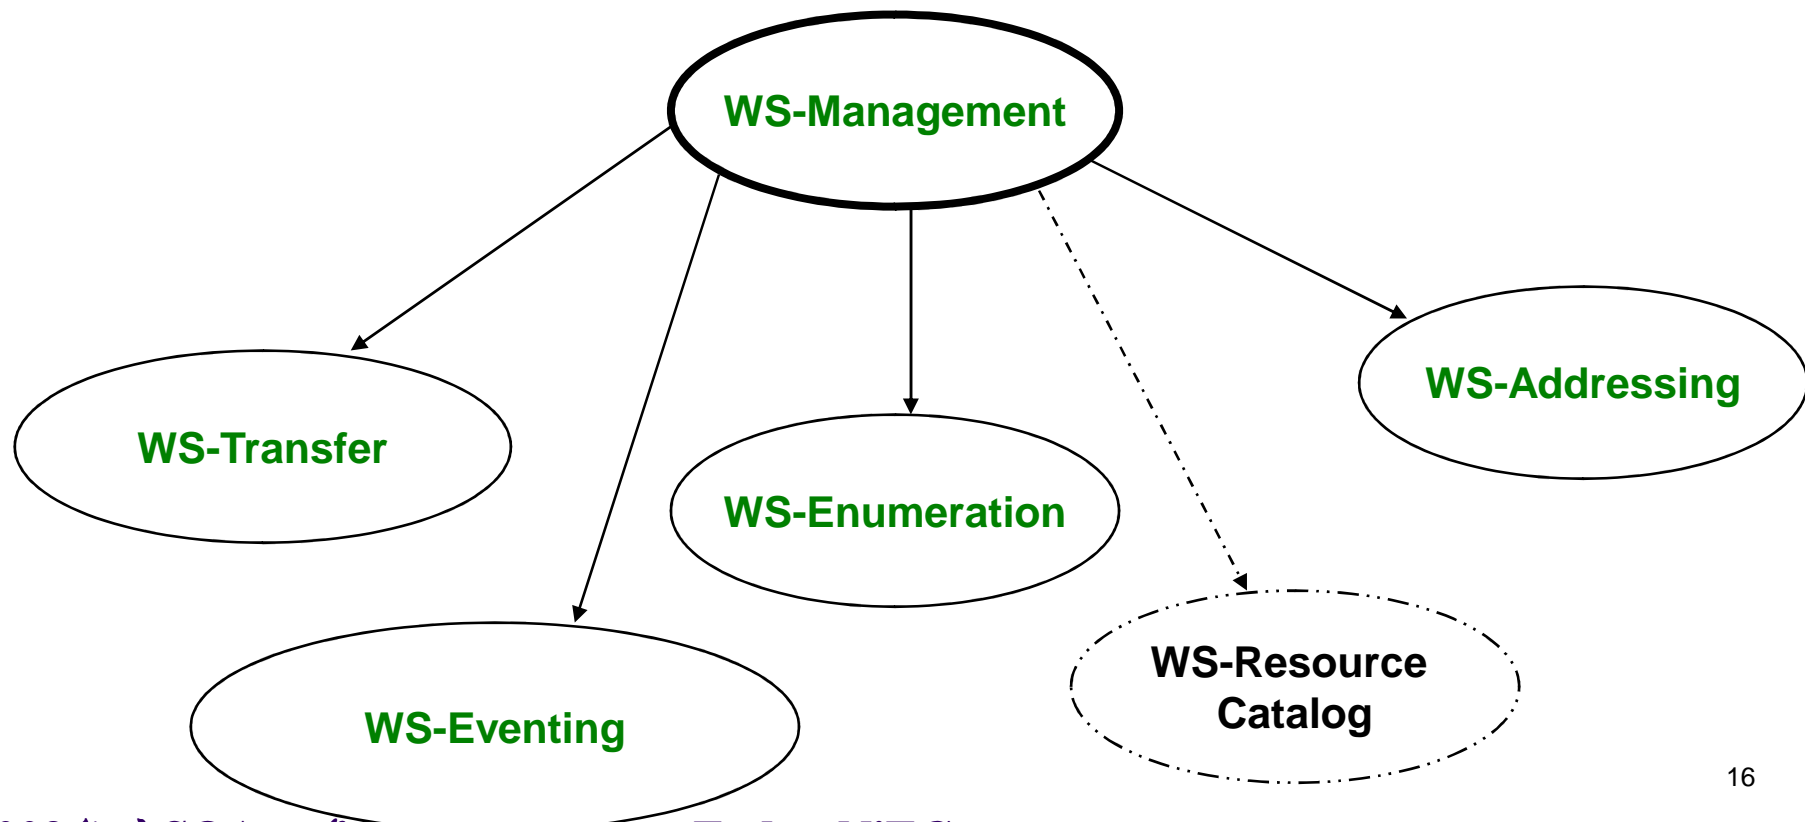 WS-Management
WS-Addressing
WS-Transfer
WS-Enumeration
WS-Resource
Catalog
WS-Eventing
16